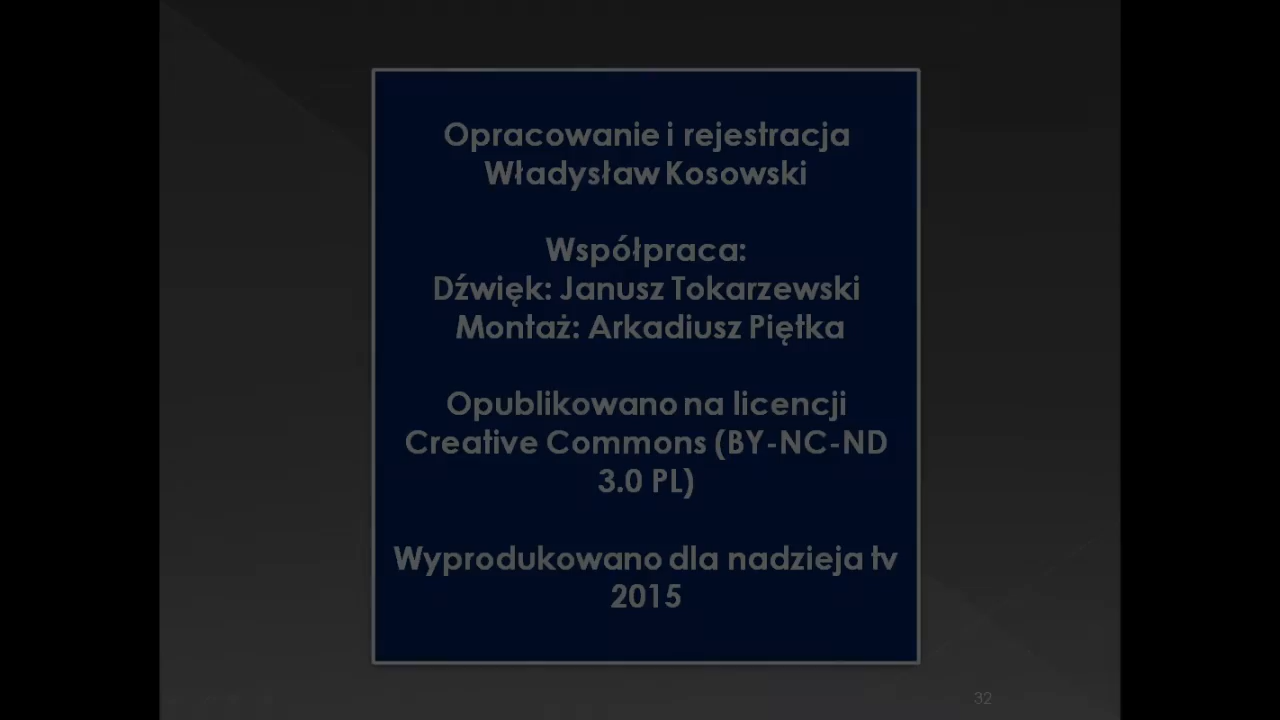 Opracowanie i rejestracja
Władysław Kosowski
Współpraca:
Dźwięk: Janusz Tokarzewski
Montaż: Arkadiusz Piętka
Opublikowano na licencji
Creative Commons (BY-NC-ND
3.0 PL)
Wyprodukowano dla nadzieja tv
2015
32